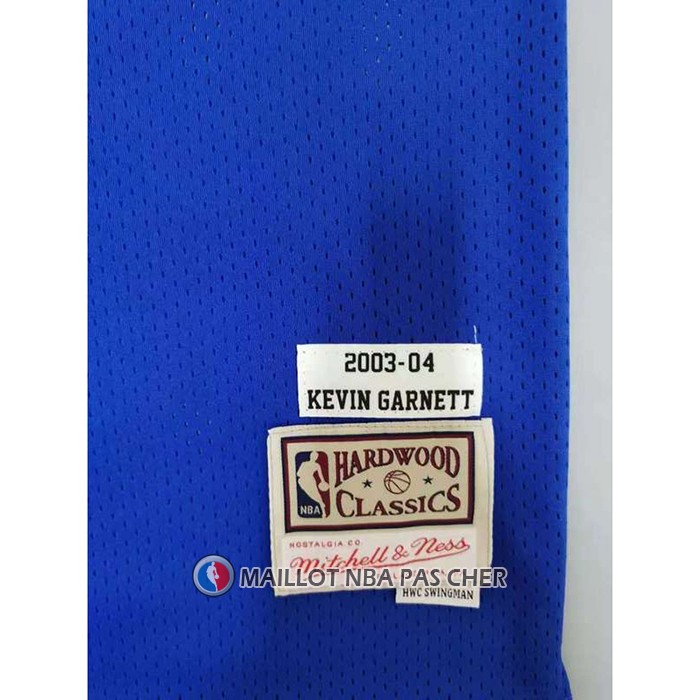 2003-04
KEVIN GARNETT
HARDWOOD
CLASSICS
NBA
NOSTALGIA CO.
Mitchell & Ness
MAILLOT NBA PAS CHER
HWC SWINGMAN